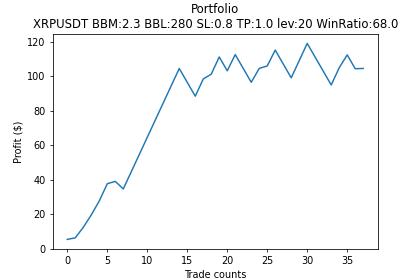 Portfolio
XRPUSDT BBM:2.3 BBL:280 SL:0.8 TP:1.0 lev:20 WinRatio:68.0
120
100
80
60
40
20
0
Profit ($)
0 5 10 15 20 25 30 35
Trade counts